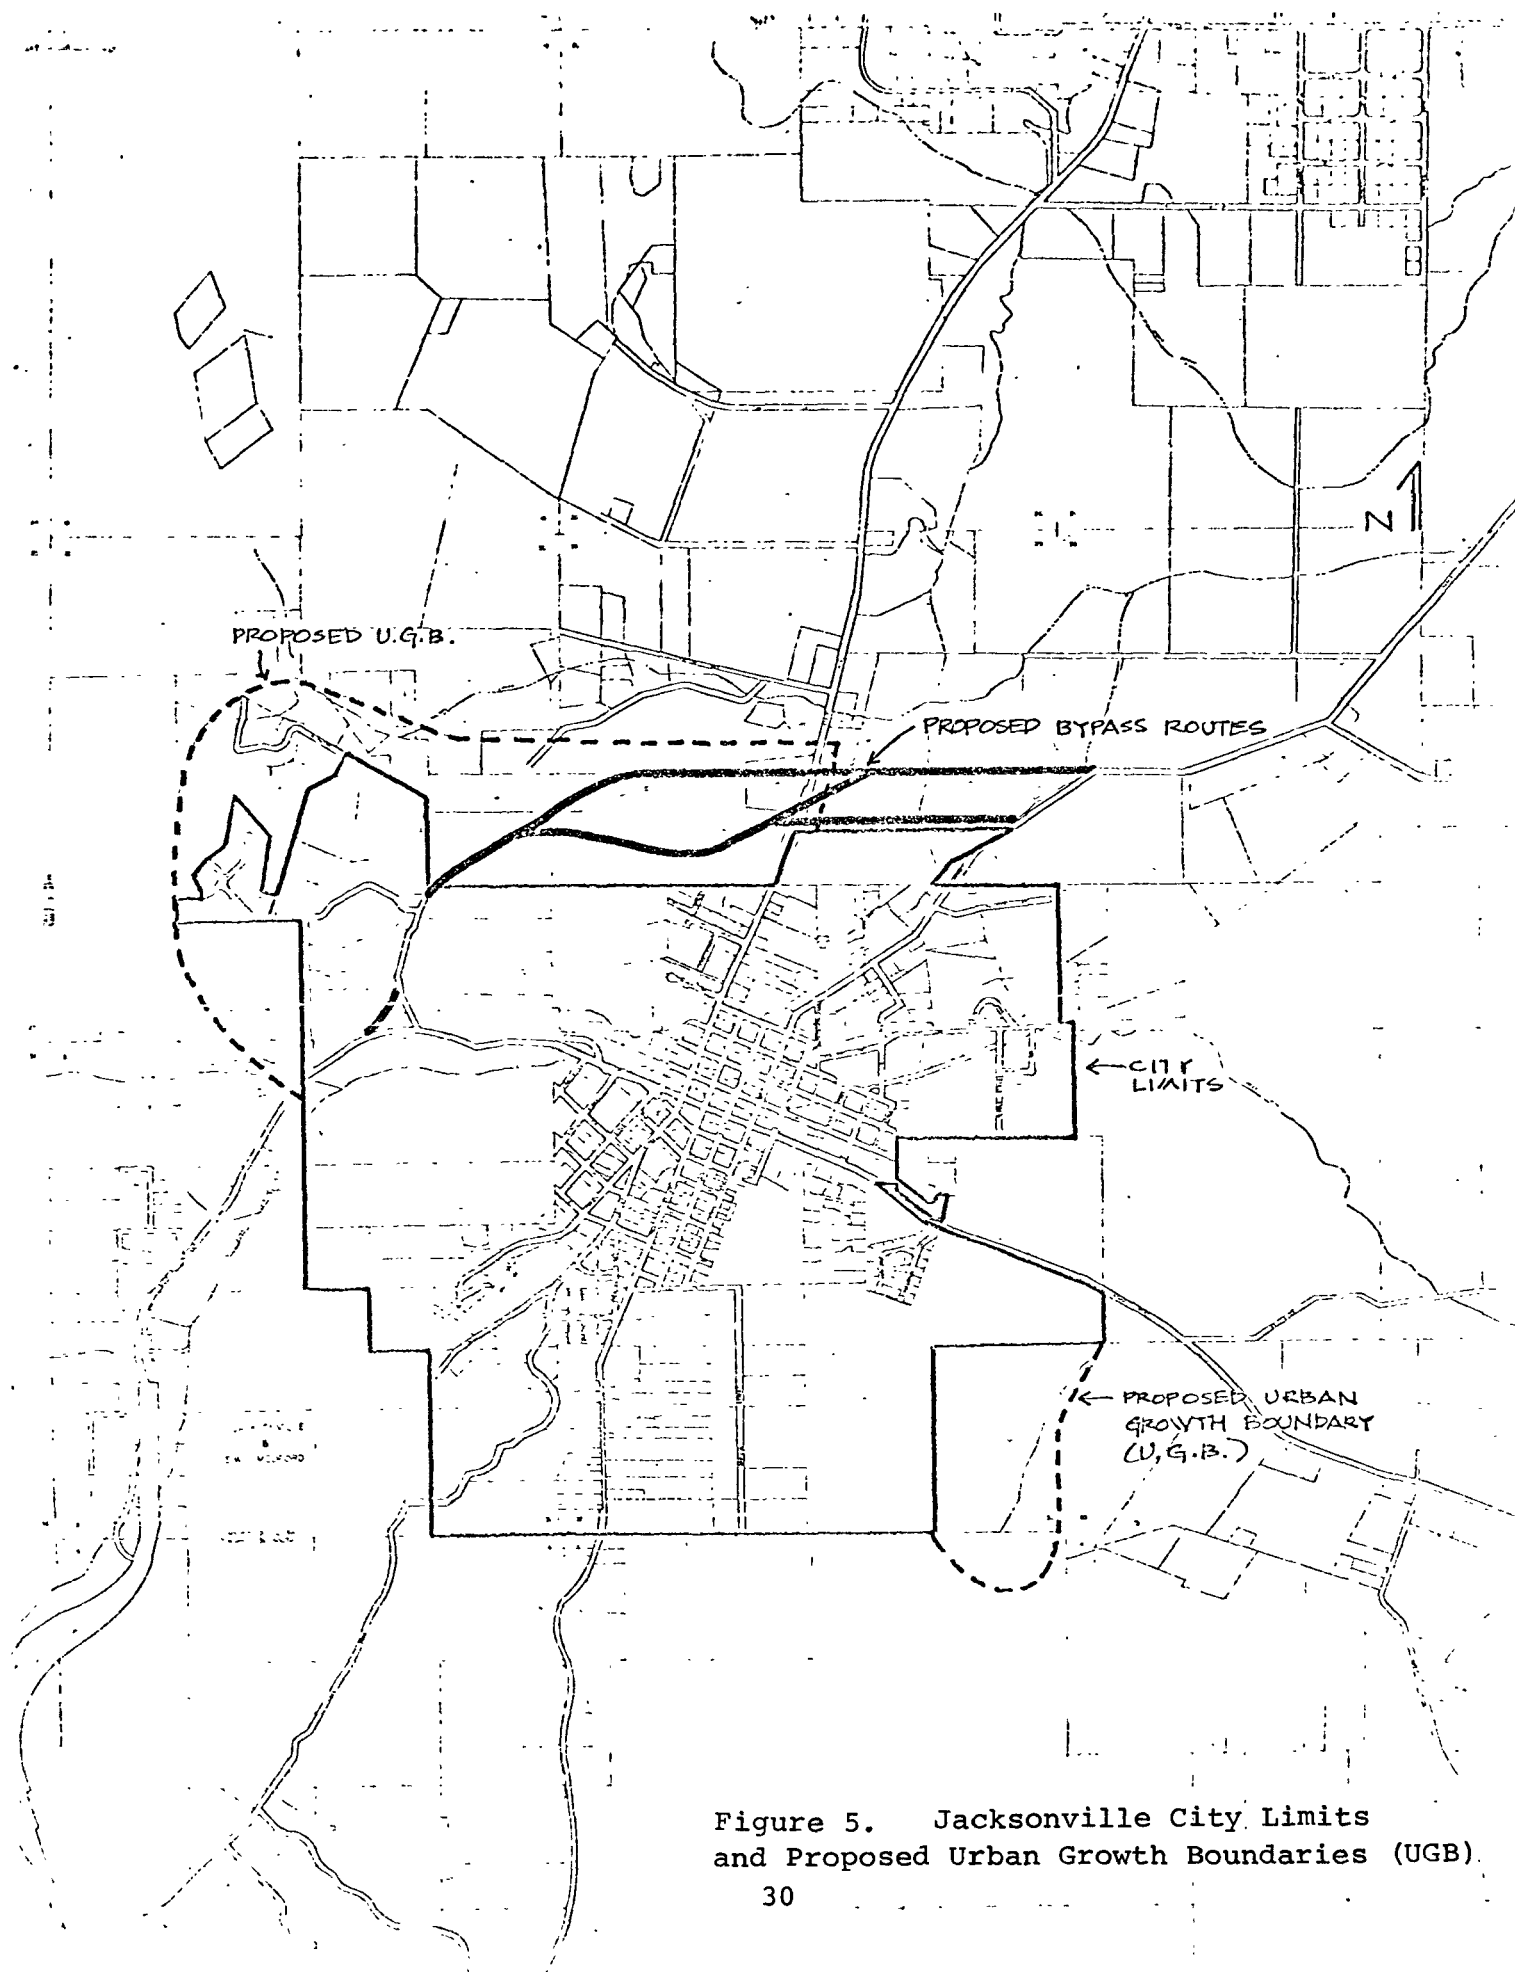 N
PROPOSED U.G.B.
PROPOSED BYPASS ROUTES
CITY
LIMITS
PROPOSED URBAN
GROWTH BOUNDARY
(U.G.B.)
Figure 5. Jacksonville City Limits
and Proposed Urban Growth Boundaries (UGB).
30